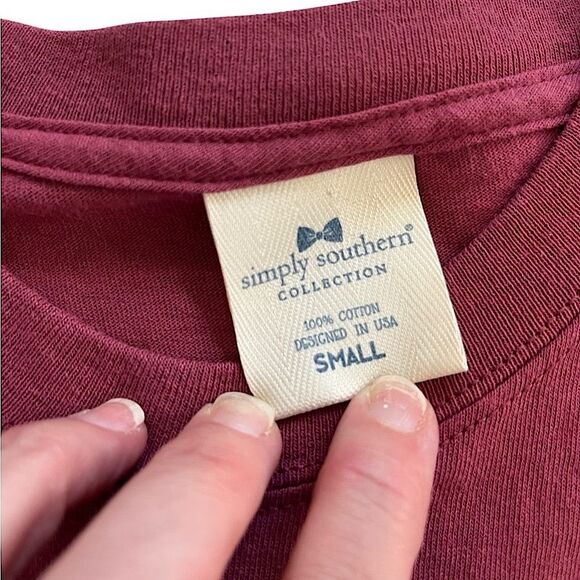 simply southern®
COLLECTION
100% COTTON
DESIGNED IN USA
SMALL